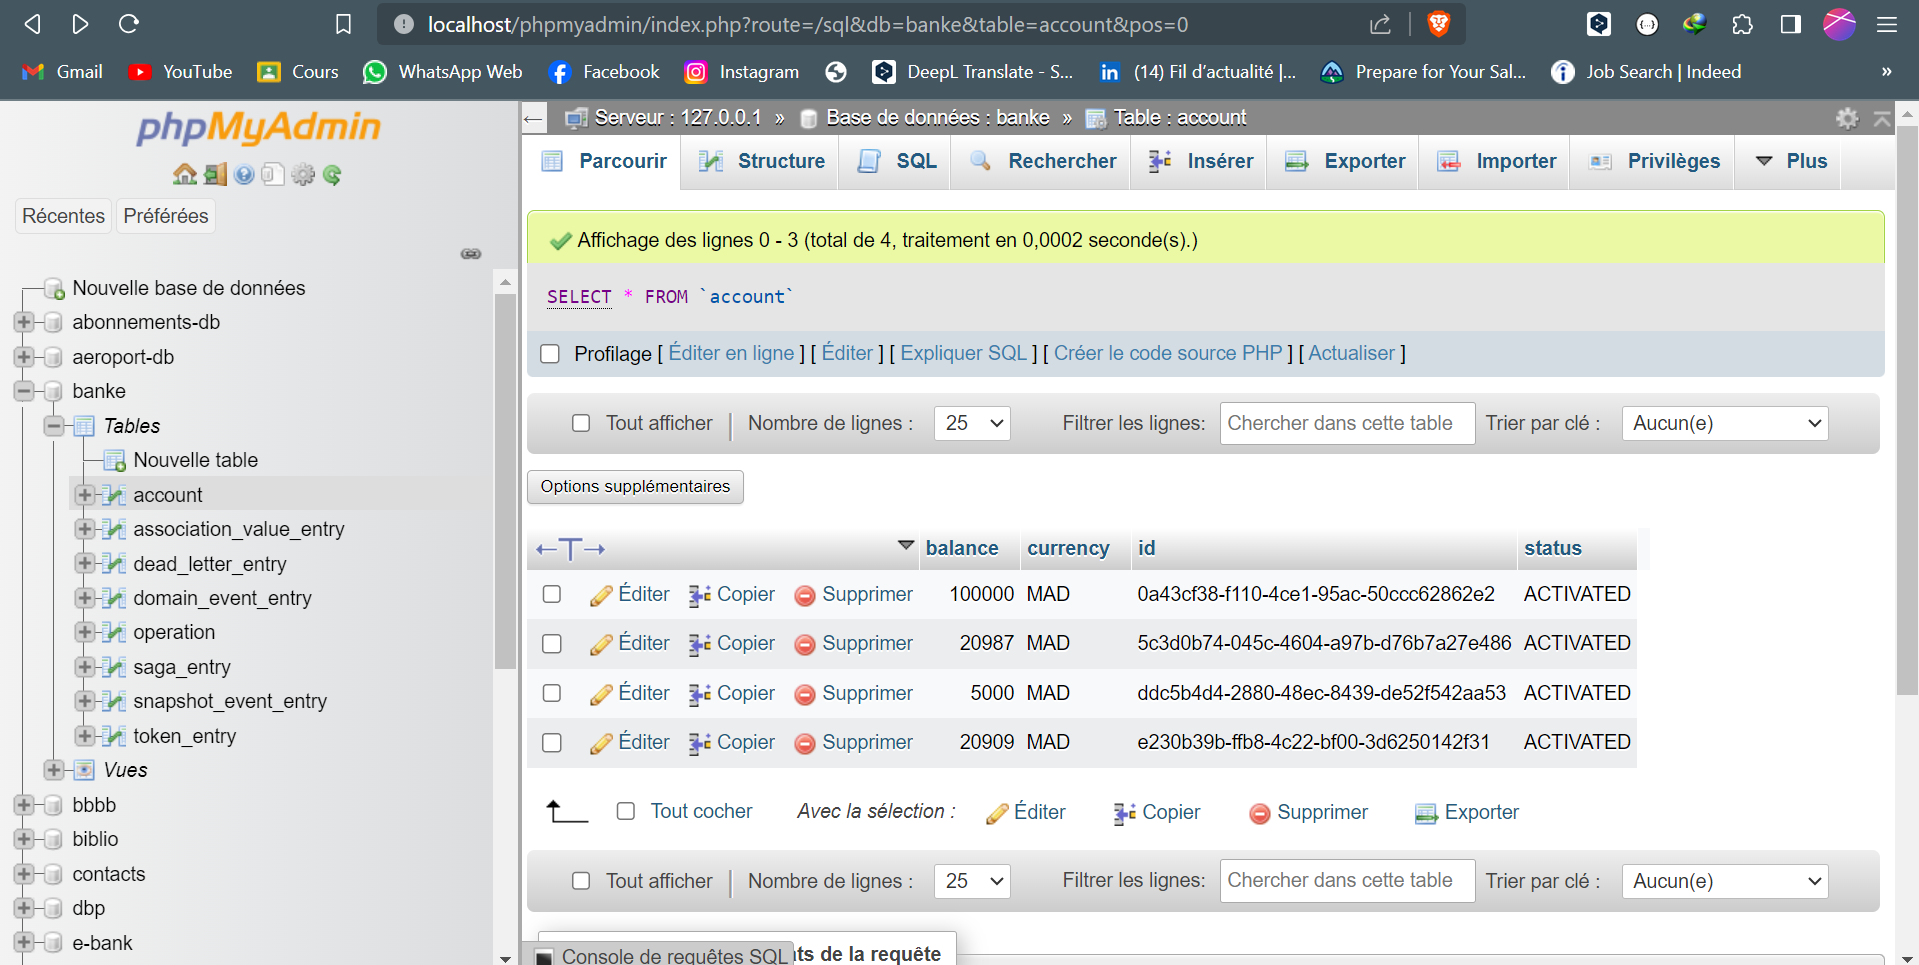 localhost/phpmyadmin/index.php?route=/sql&db=banke&table=account&pos=0
Gmail YouTube Cours WhatsApp Web Facebook Instagram DeepL Translate - S... (14) Fil d'actualité |... Prepare for Your Sal... Job Search | Indeed »
phpMyAdmin
Récentes Préférées
Nouvelle base de données
abonnements-db
aeroport-db
banke
Tables
Nouvelle table
account
association_value_entry
dead_letter_entry
domain_event_entry
operation
saga_entry
snapshot_event_entry
token_entry
Vues
bbbb
biblio
contacts
dbp
e-bank
Serveur : 127.0.0.1 » Base de données : banke » Table : account
Parcourir Structure SQL Rechercher Insérer Exporter Importer Privilèges Plus
Affichage des lignes 0 - 3 (total de 4, traitement en 0,0002 seconde(s).)
SELECT * FROM `account`
Profilage [ Éditer en ligne ] [ Éditer ] [ Expliquer SQL ] [ Créer le code source PHP ] [ Actualiser ]
Tout afficher | Nombre de lignes : 25 Filtrer les lignes: Chercher dans cette table Trier par clé : Aucun(e)
Options supplémentaires
←T→ balance currency id status
Éditer Copier Supprimer 100000 MAD 0a43cf38-f110-4ce1-95ac-50ccc62862e2 ACTIVATED
Éditer Copier Supprimer 20987 MAD 5c3d0b74-045c-4604-a97b-d76b7a27e486 ACTIVATED
Éditer Copier Supprimer 5000 MAD ddc5b4d4-2880-48ec-8439-de52f542aa53 ACTIVATED
Éditer Copier Supprimer 20909 MAD e230b39b-ffb8-4c22-bf00-3d6250142f31 ACTIVATED
Tout cocher Avec la sélection : Éditer Copier Supprimer Exporter
Tout afficher | Nombre de lignes : 25 Filtrer les lignes: Chercher dans cette table Trier par clé : Aucun(e)
Console de requêtes SQL ts de la requête